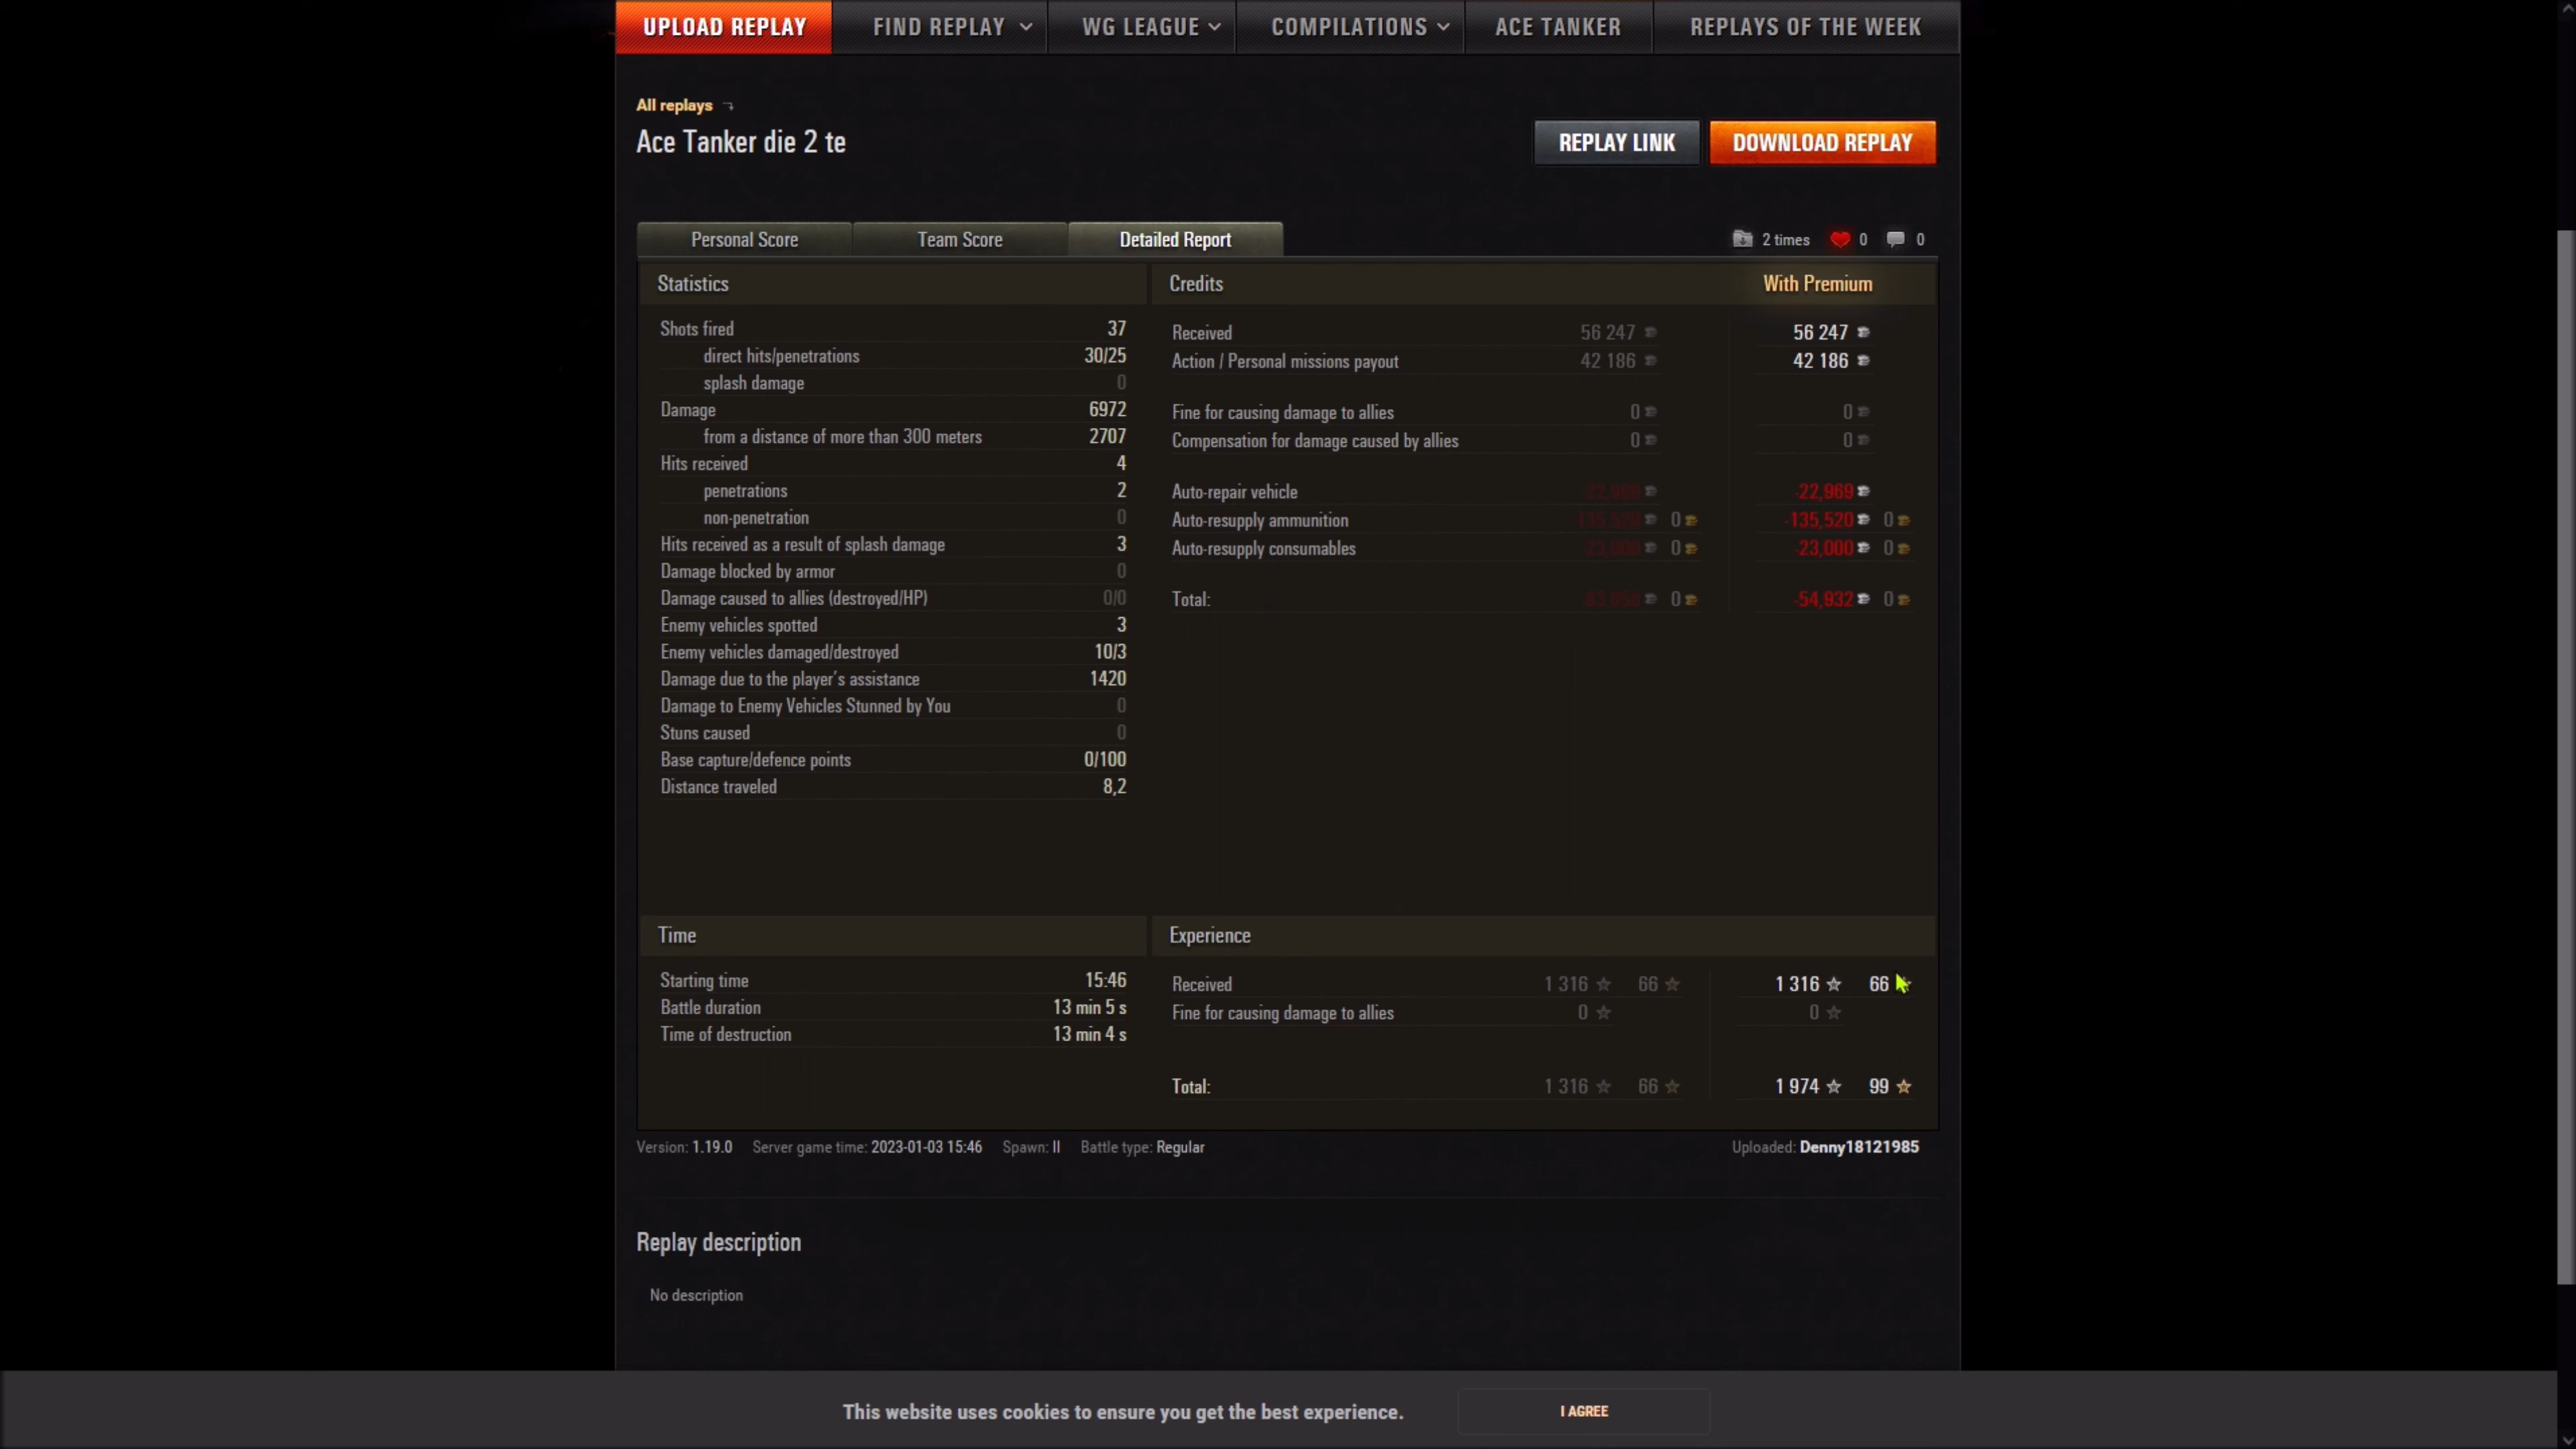 UPLOAD REPLAY FIND REPLAY WG LEAGUE COMPILATIONS ACE TANKER REPLAYS OF THE WEEK
All replays
Ace Tanker die 2 te
REPLAY LINK DOWNLOAD REPLAY
Personal Score Team Score Detailed Report 2 times 0 0
Statistics
Shots fired 37
direct hits/penetrations 30/25
splash damage 0
Damage 6972
from a distance of more than 300 meters 2707
Hits received 4
penetrations 2
non-penetration 0
Hits received as a result of splash damage 3
Damage blocked by armor 0
Damage caused to allies (destroyed/HP) 0/0
Enemy vehicles spotted 3
Enemy vehicles damaged/destroyed 10/3
Damage due to the player's assistance 1420
Damage to Enemy Vehicles Stunned by You 0
Stuns caused 0
Base capture/defence points 0/100
Distance traveled 8,2
Credits With Premium
Received 56 247 56 247
Action / Personal missions payout 42 186 42 186
Fine for causing damage to allies 0 0
Compensation for damage caused by allies 0 0
Auto-repair vehicle -22,969 -22,969
Auto-resupply ammunition -135,520 0 -135,520 0
Auto-resupply consumables -23,000 0 -23,000 0
Total: 0 -54,932 0
Time
Starting time 15:46
Battle duration 13 min 5 s
Time of destruction 13 min 4 s
Experience
Received 1 316 66 1 316 66
Fine for causing damage to allies 0 0
Total: 1 316 66 1 974 99
Version: 1.19.0 Server game time: 2023-01-03 15:46 Spawn: II Battle type: Regular Uploaded: Denny18121985
Replay description
No description
This website uses cookies to ensure you get the best experience. I AGREE